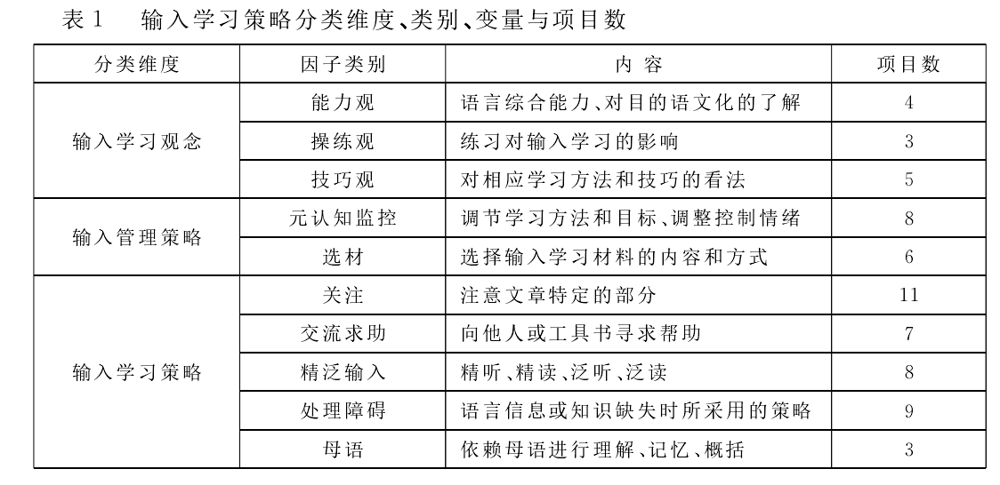 表1 输入学习策略分类维度、类别、变量与项目数
分类维度 因子类别 内 容 项目数
能力观 语言综合能力、对目的语文化的了解 4
输入学习观念 操练观 练习对输入学习的影响 3
技巧观 对相应学习方法和技巧的看法 5
元认知监控 调节学习方法和目标、调整控制情绪 8
输入管理策略
选材 选择输入学习材料的内容和方式 6
关注 注意文章特定的部分 11
交流求助 向他人或工具书寻求帮助 7
输入学习策略 精泛输入 精听、精读、泛听、泛读 8
处理障碍 语言信息或知识缺失时所采用的策略 9
母语 依赖母语进行理解、记忆、概括 3